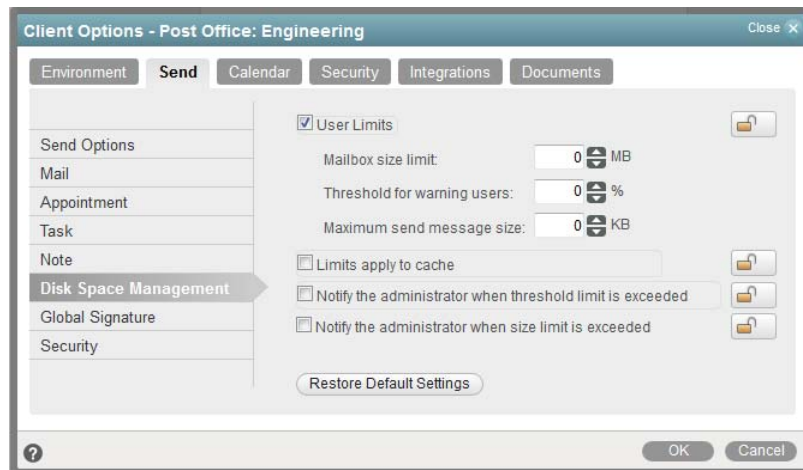 Client Options - Post Office: Engineering
Close
Environment Send Calendar Security Integrations Documents
Send Options
Mail
Appointment
Task
Note
Disk Space Management
Global Signature
Security
User Limits
Mailbox size limit: 0 MB
Threshold for warning users: 0 %
Maximum send message size: 0 KB
Limits apply to cache
Notify the administrator when threshold limit is exceeded
Notify the administrator when size limit is exceeded
Restore Default Settings
? OK Cancel